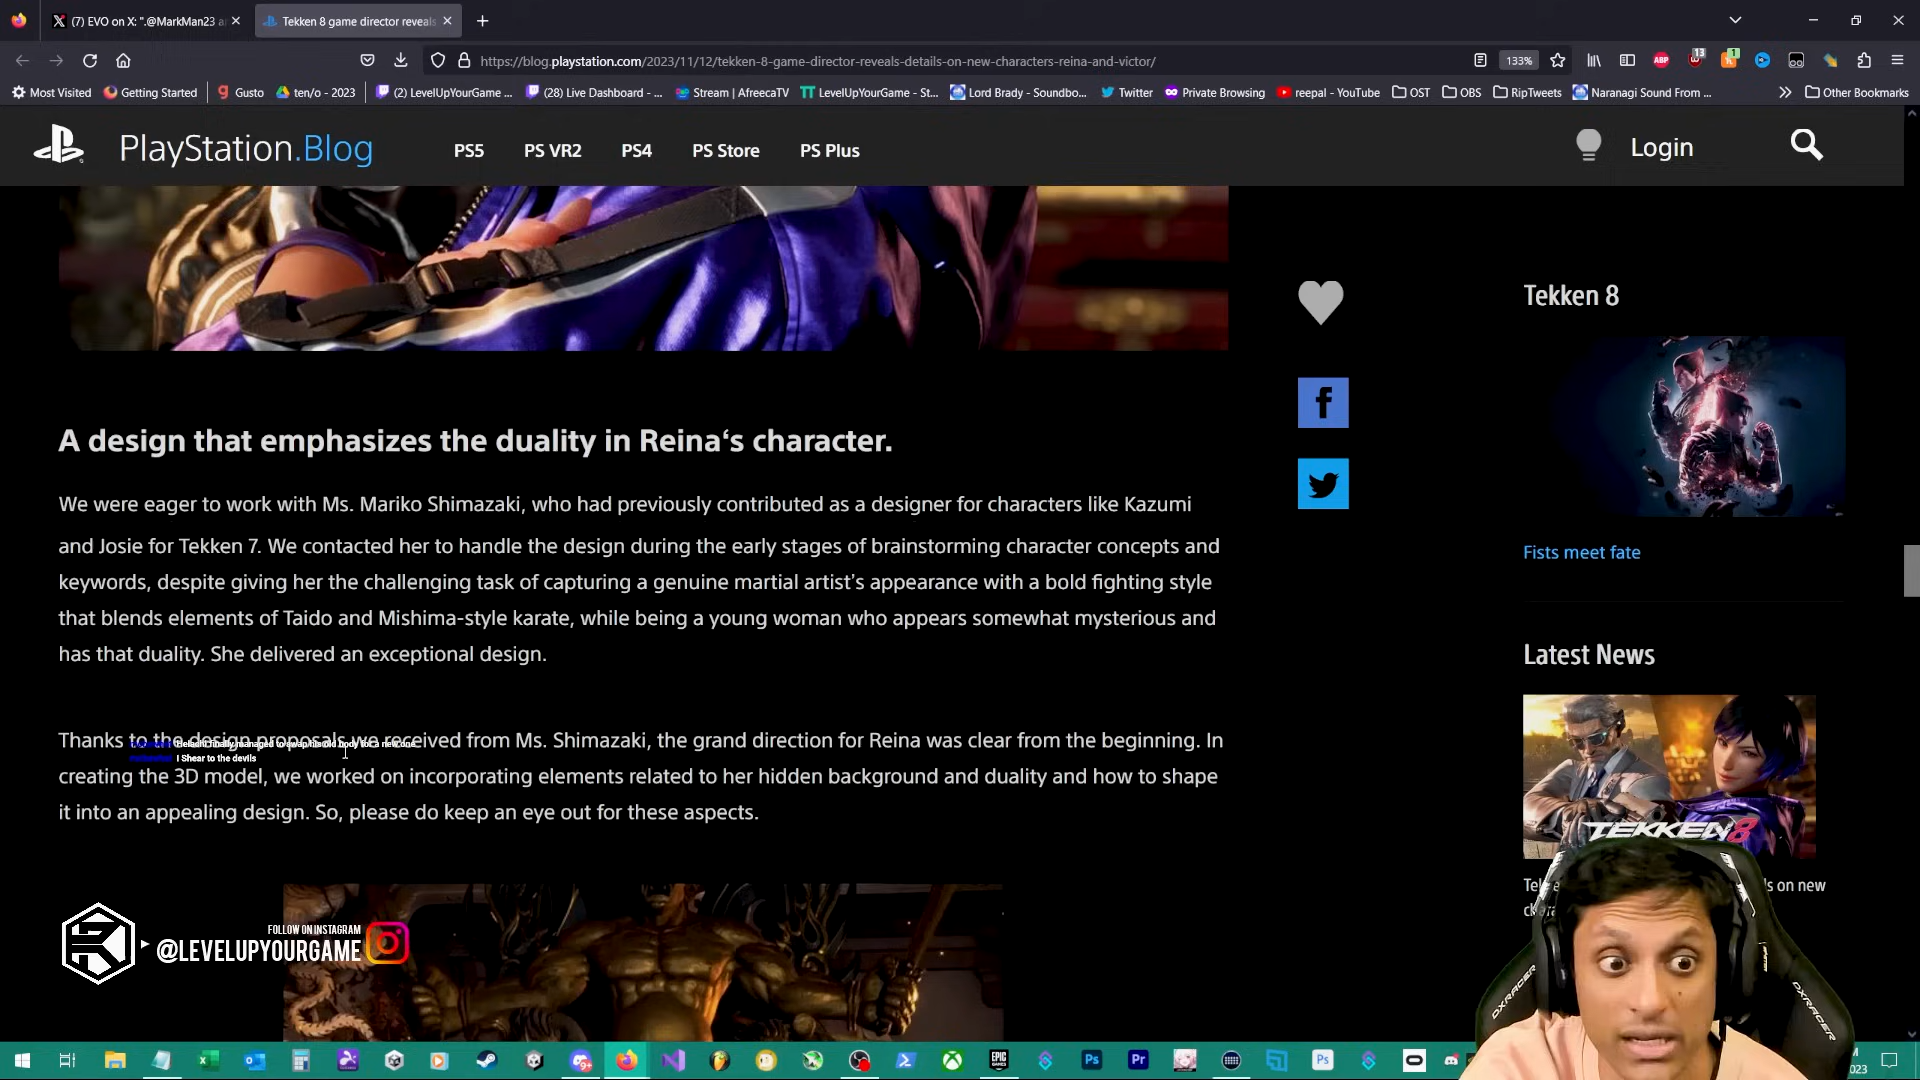 (7) EVO on X: ".@MarkMan23 a
Tekken 8 game director reveals
https://blog.playstation.com/2023/11/12/tekken-8-game-director-reveals-details-on-new-characters-reina-and-victor/
133%
ABP
13
1
Most Visited
Getting Started
Gusto
ten/o - 2023
(2) LevelUpYourGame ...
(28) Live Dashboard - ...
Stream | AfreecaTV
LevelUpYourGame - St...
Lord Brady - Soundbo...
Twitter
Private Browsing
reepal - YouTube
OST
OBS
RipTweets
Naranagi Sound From ...
Other Bookmarks
PlayStation.Blog
PS5
PS VR2
PS4
PS Store
PS Plus
Login
Tekken 8
Fists meet fate
A design that emphasizes the duality in Reina‘s character.
We were eager to work with Ms. Mariko Shimazaki, who had previously contributed as a designer for characters like Kazumi
and Josie for Tekken 7. We contacted her to handle the design during the early stages of brainstorming character concepts and
keywords, despite giving her the challenging task of capturing a genuine martial artist's appearance with a bold fighting style
that blends elements of Taido and Mishima-style karate, while being a young woman who appears somewhat mysterious and
has that duality. She delivered an exceptional design.
Latest News
TEKKEN 8
Thanks to the design proposals we received from Ms. Shimazaki, the grand direction for Reina was clear from the beginning. In
I Shear to the devils
creating the 3D model, we worked on incorporating elements related to her hidden background and duality and how to shape
it into an appealing design. So, please do keep an eye out for these aspects.
s on new
FOLLOW ON INSTAGRAM
@LEVELUPYOURGAME
DXRACER
DXRACER
EPIC GAMES
Ps
Pr
Ps